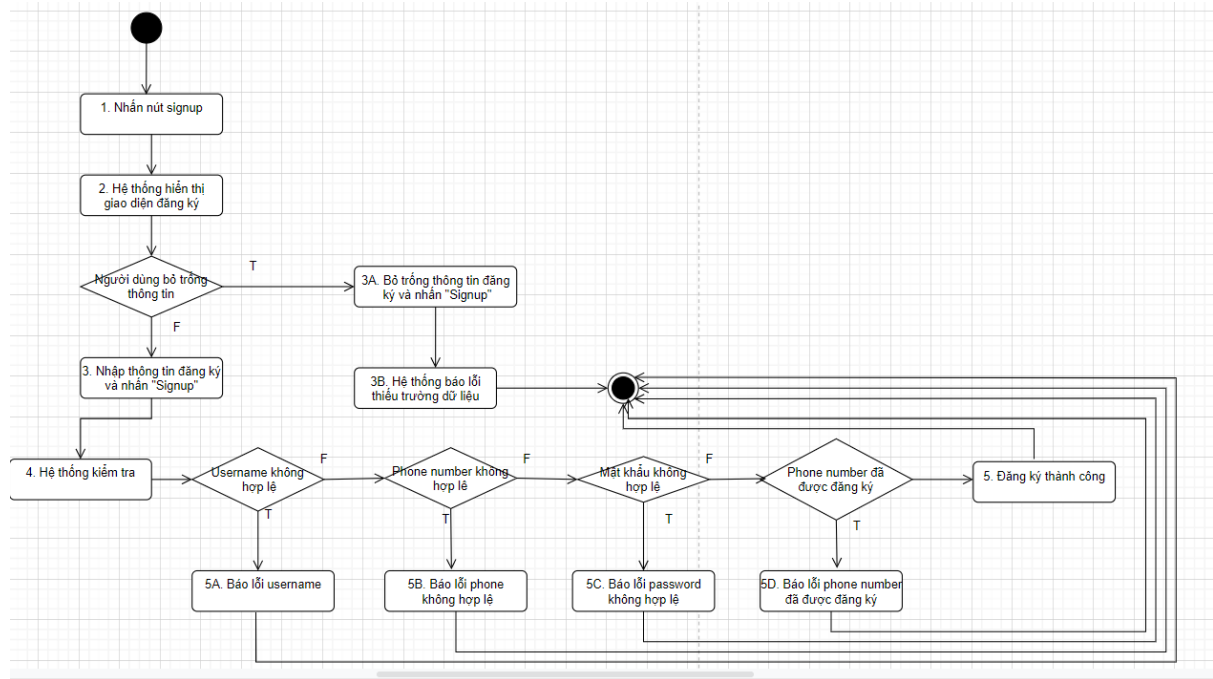 1. Nhấn nút signup
2. Hệ thống hiển thị
giao diện đăng ký
Người dùng bỏ trống
thông tin
T
3A. Bỏ trống thông tin đăng
ký và nhấn "Signup"
F
3. Nhập thông tin đăng ký
và nhấn "Signup"
3B. Hệ thống báo lỗi
thiếu trường dữ liệu
4. Hệ thống kiểm tra
Username không
hợp lệ
F
Phone number không
hợp lệ
F
Mật khẩu không
hợp lệ
F
Phone number đã
được đăng ký
5. Đăng ký thành công
T
T
T
T
5A. Báo lỗi username
5B. Báo lỗi phone
không hợp lệ
5C. Báo lỗi password
không hợp lệ
5D. Báo lỗi phone number
đã được đăng ký